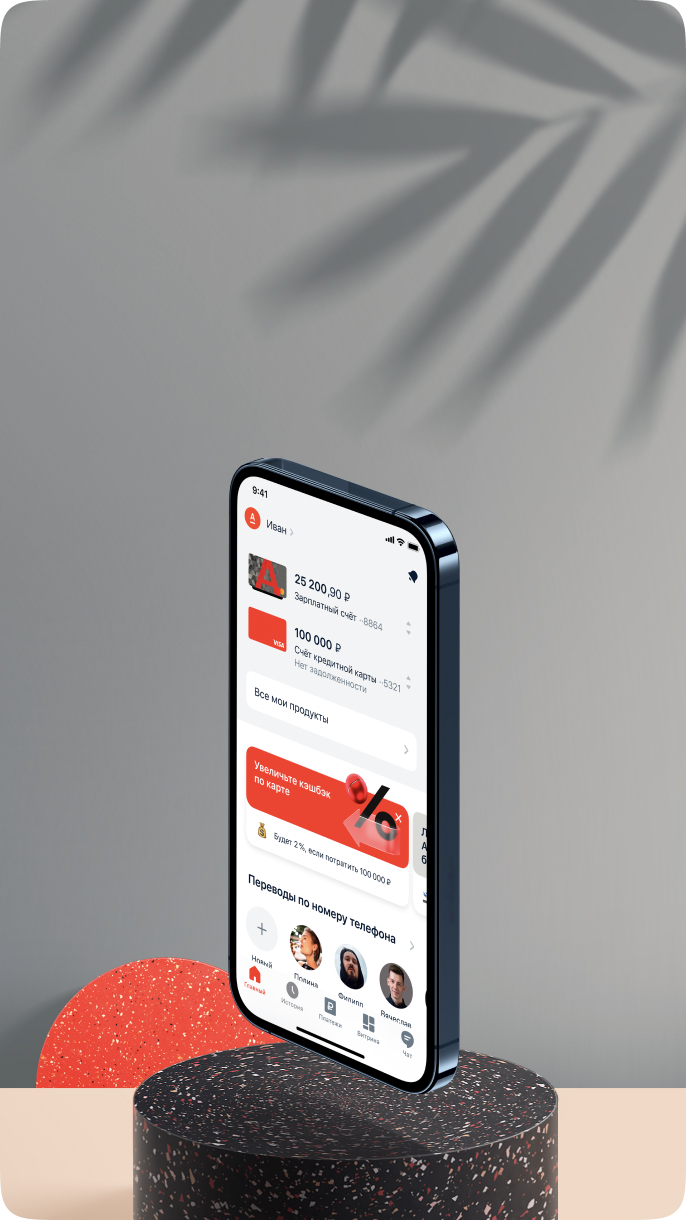 9:41
А
Иван
А
25 200,90 ₽
Зарплатный счёт ··8864
100 000 ₽
VISA
Счёт кредитной карты ··5321
Нет задолженности
Все мои продукты
Увеличьте кэшбэк
по карте
%
Будет 2%, если потратить 100 000 ₽
Переводы по номеру телефона
Новый
Полина
Филипп
Вячеслав
Главный
История
Платежи
Витрина
Чат